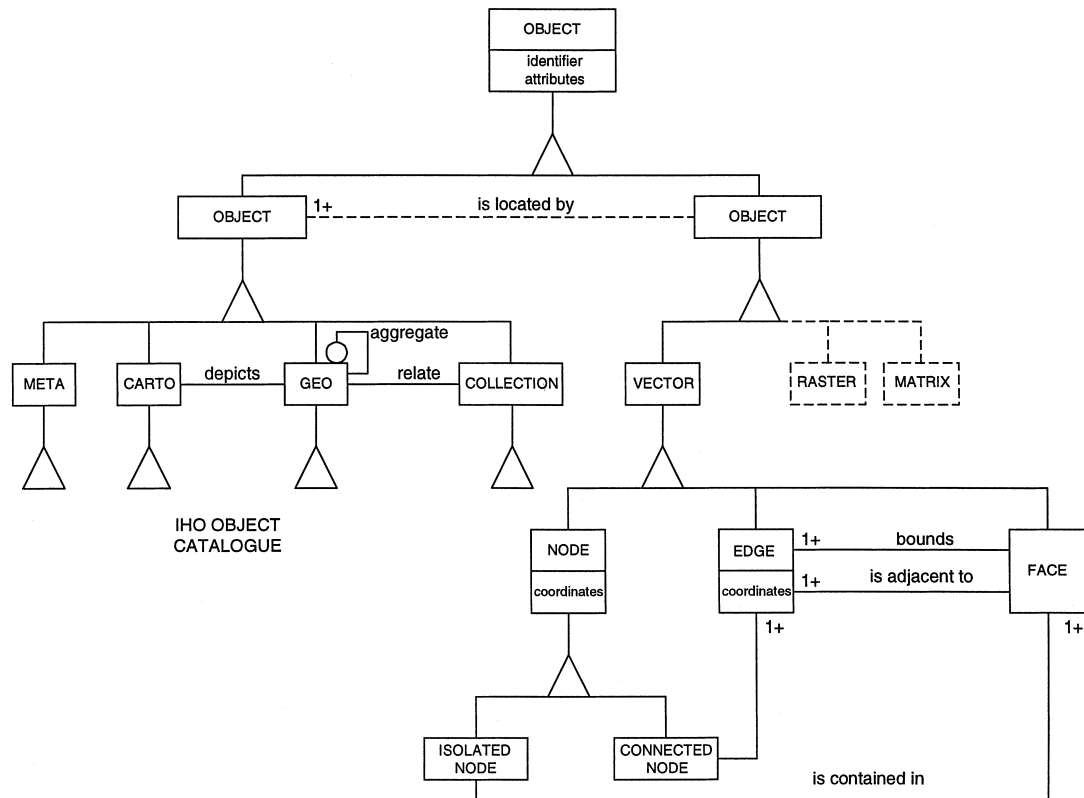 OBJECT
identifier
attributes
OBJECT
1+
is located by
OBJECT
aggregate
META
CARTO
depicts
GEO
relate
COLLECTION
VECTOR
RASTER
MATRIX
IHO OBJECT
CATALOGUE
NODE
coordinates
EDGE
coordinates
1+
bounds
1+
is adjacent to
FACE
1+
1+
ISOLATED
NODE
CONNECTED
NODE
is contained in